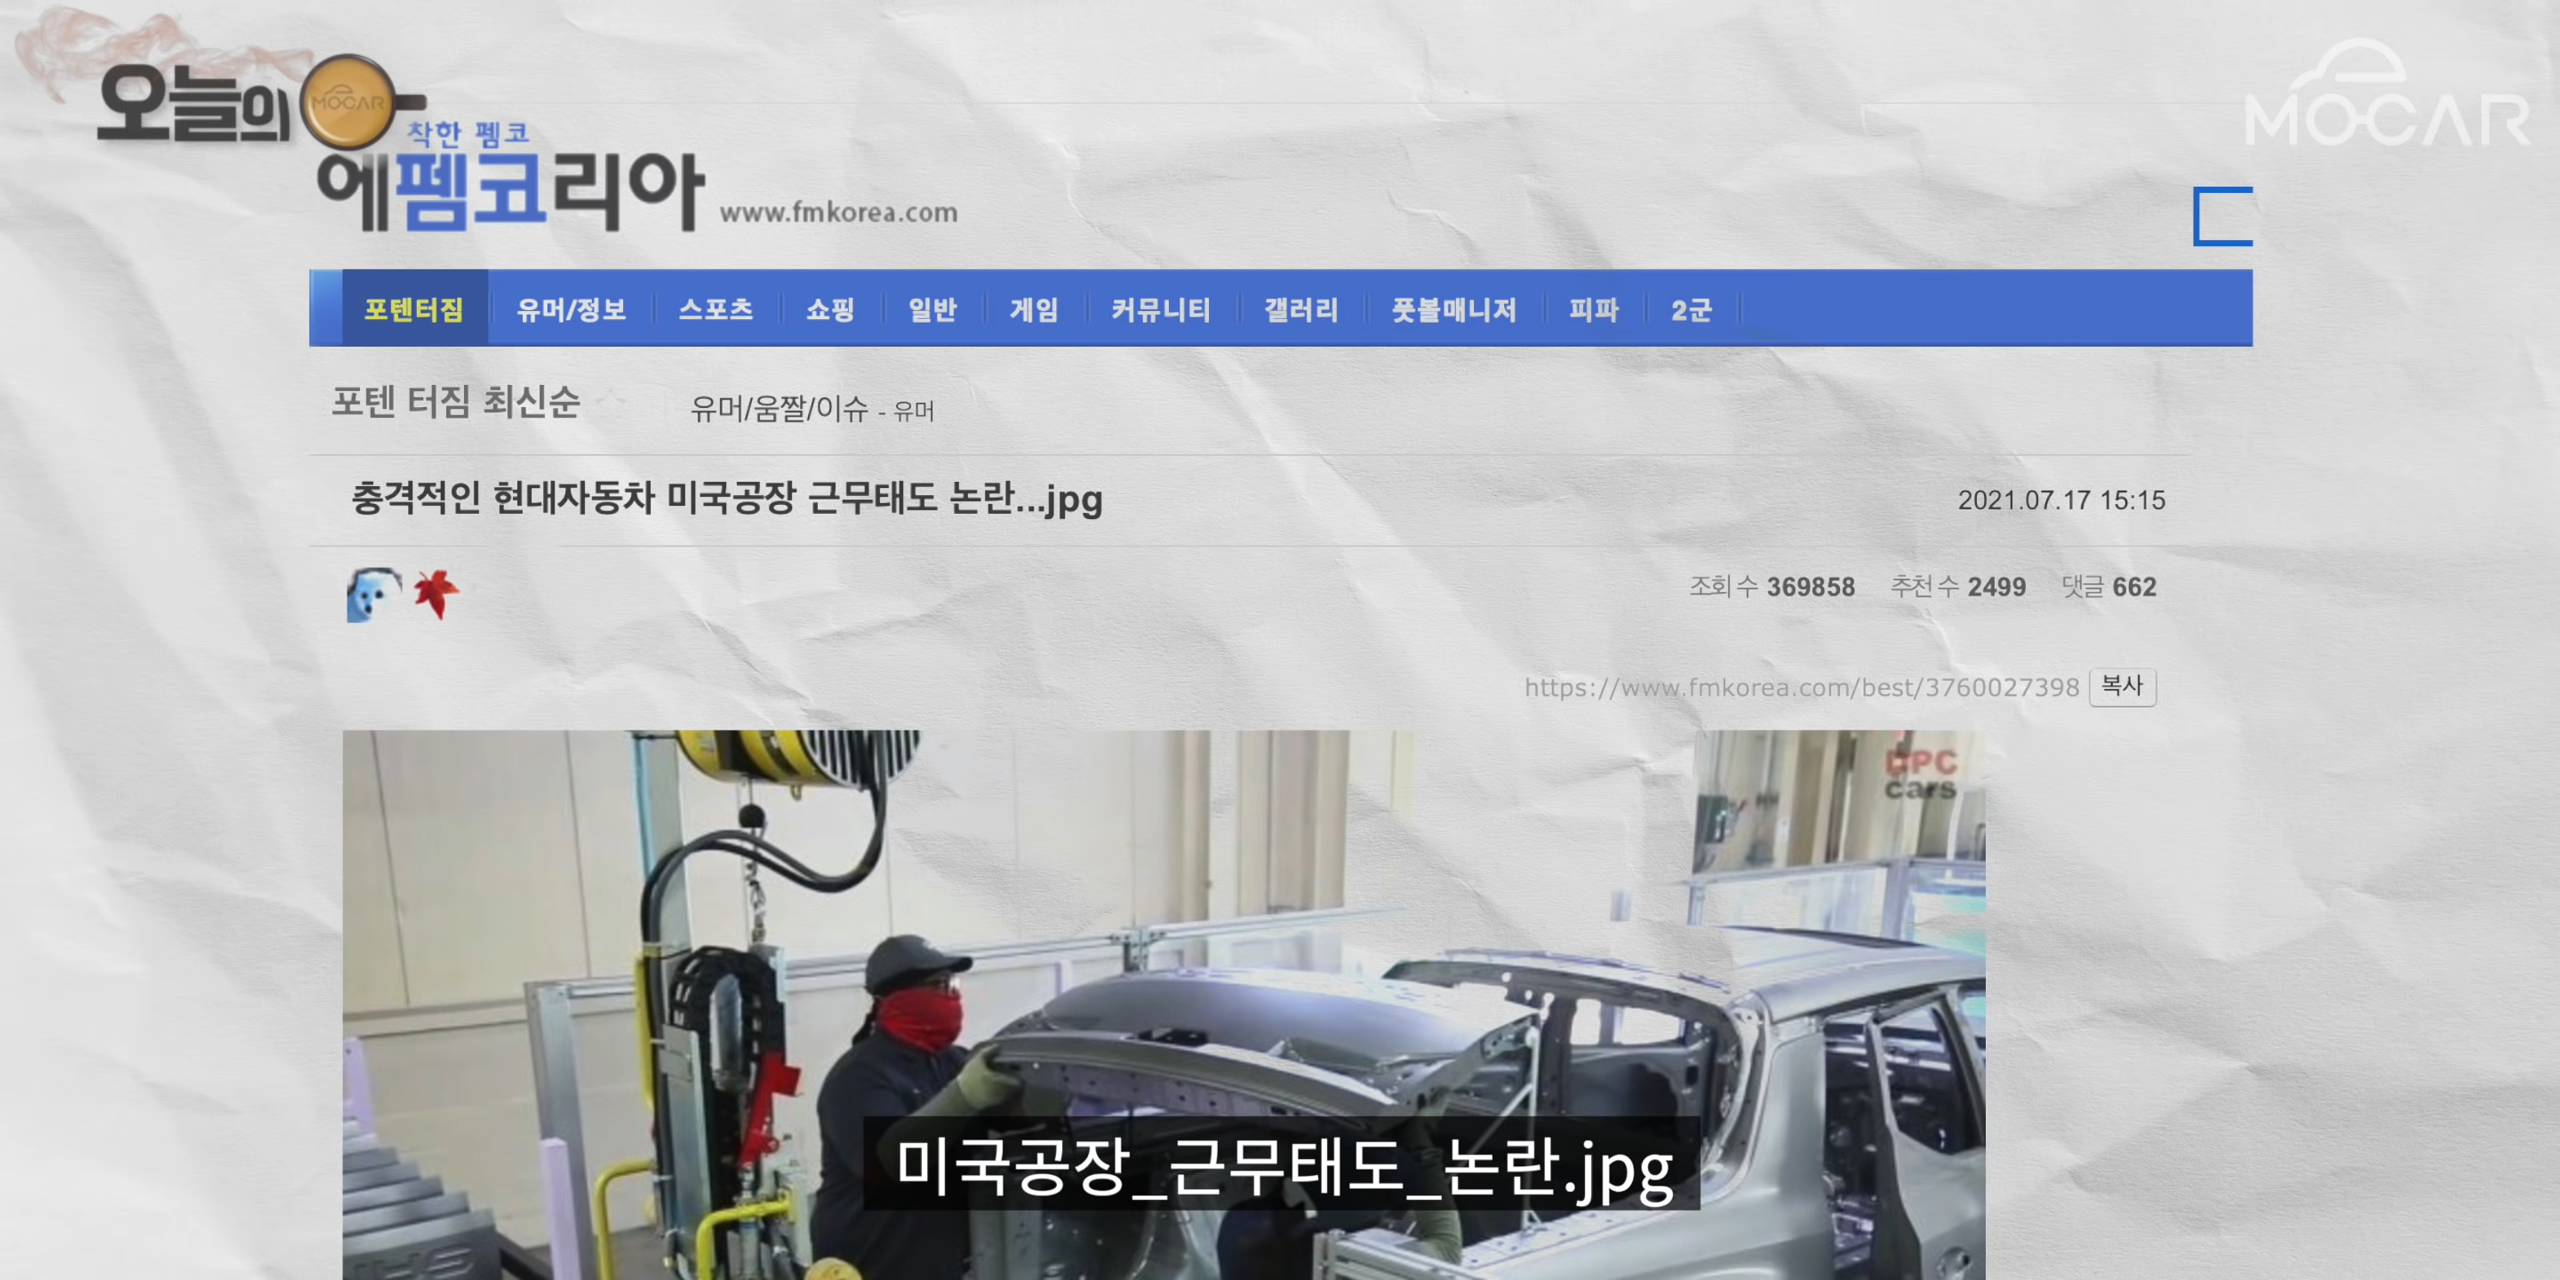 오늘의
MOCAR
MOCAR
착한 펨코
에펨코리아 www.fmkorea.com
포텐터짐 유머/정보 스포츠 쇼핑 일반 게임 커뮤니티 갤러리 풋볼매니저 피파 2군
포텐 터짐 최신순 유머/움짤/이슈 - 유머
충격적인 현대자동차 미국공장 근무태도 논란...jpg 2021.07.17 15:15
조회 수 369858 추천 수 2499 댓글 662
https://www.fmkorea.com/best/3760027398 복사
DPC
cars
미국공장_근무태도_논란.jpg